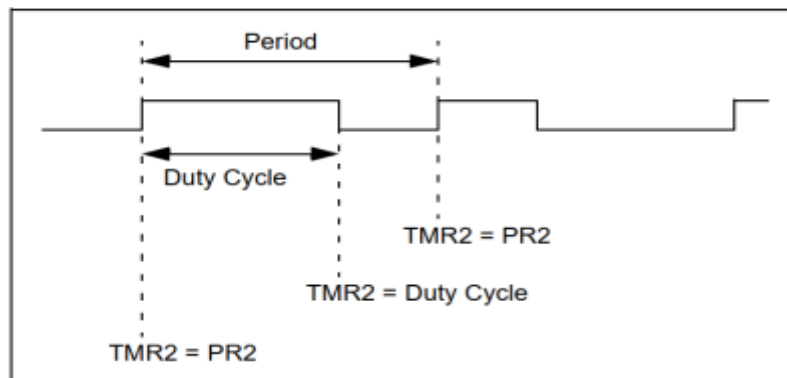 Period
Duty Cycle
TMR2 = PR2
TMR2 = Duty Cycle
TMR2 = PR2